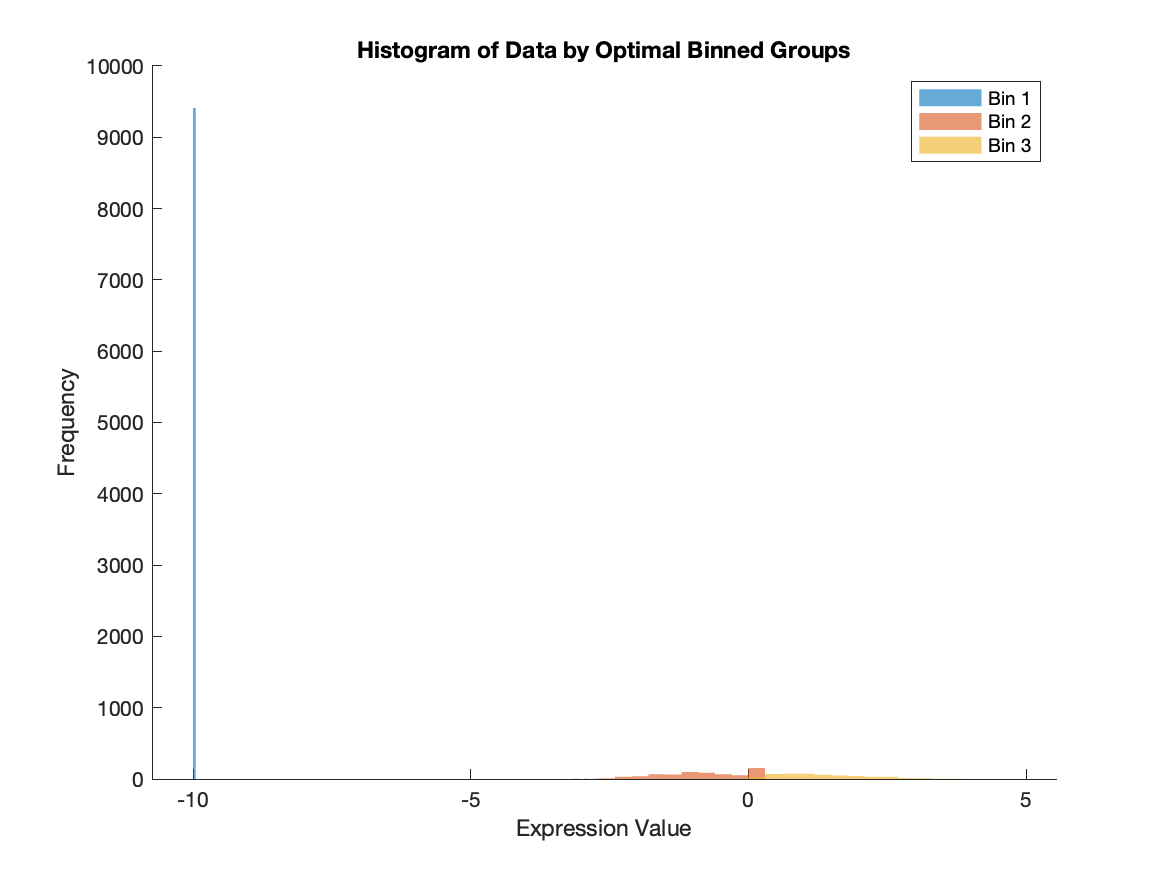 Histogram of Data by Optimal Binned Groups
10000
9000
8000
7000
6000
5000
4000
3000
2000
1000
0
Frequency
Bin 1
Bin 2
Bin 3
-10
-5
0
5
Expression Value